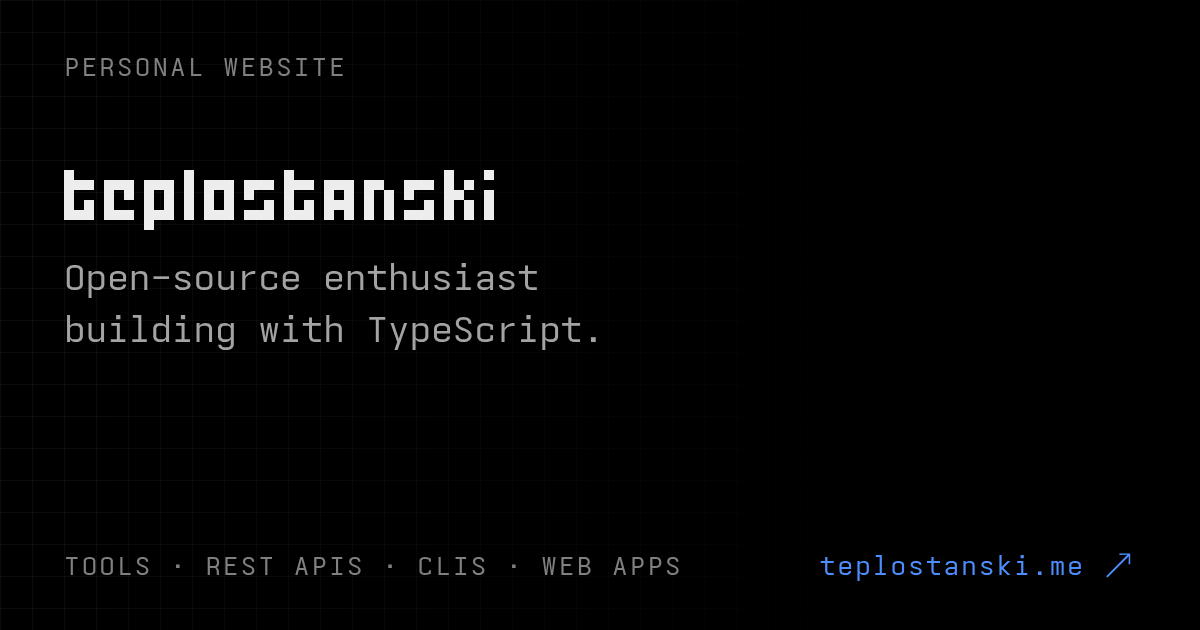 PERSONAL WEBSITE
teplostanski
Open-source enthusiast
building with TypeScript.
TOOLS · REST APIS · CLIS · WEB APPS
teplostanski.me ↗